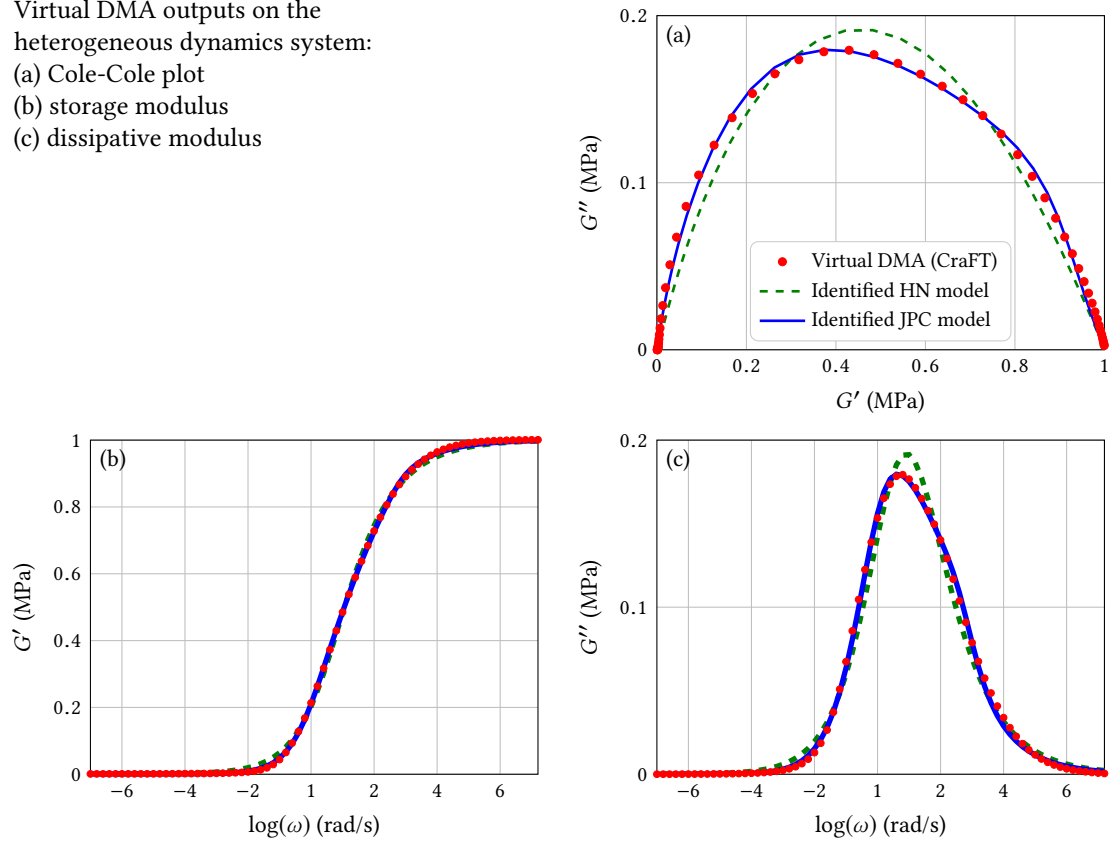 Virtual DMA outputs on the
heterogeneous dynamics system:
(a) Cole-Cole plot
(b) storage modulus
(c) dissipative modulus
(a)
0.2
0.1
0
G″ (MPa)
Virtual DMA (CraFT)
Identified HN model
Identified JPC model
0 0.2 0.4 0.6 0.8 1
G′ (MPa)
(b)
1
0.8
0.6
0.4
0.2
0
G′ (MPa)
−6 −4 −2 1 2 4 6
log(ω) (rad/s)
(c)
0.2
0.1
0
G″ (MPa)
−6 −4 −2 1 2 4 6
log(ω) (rad/s)